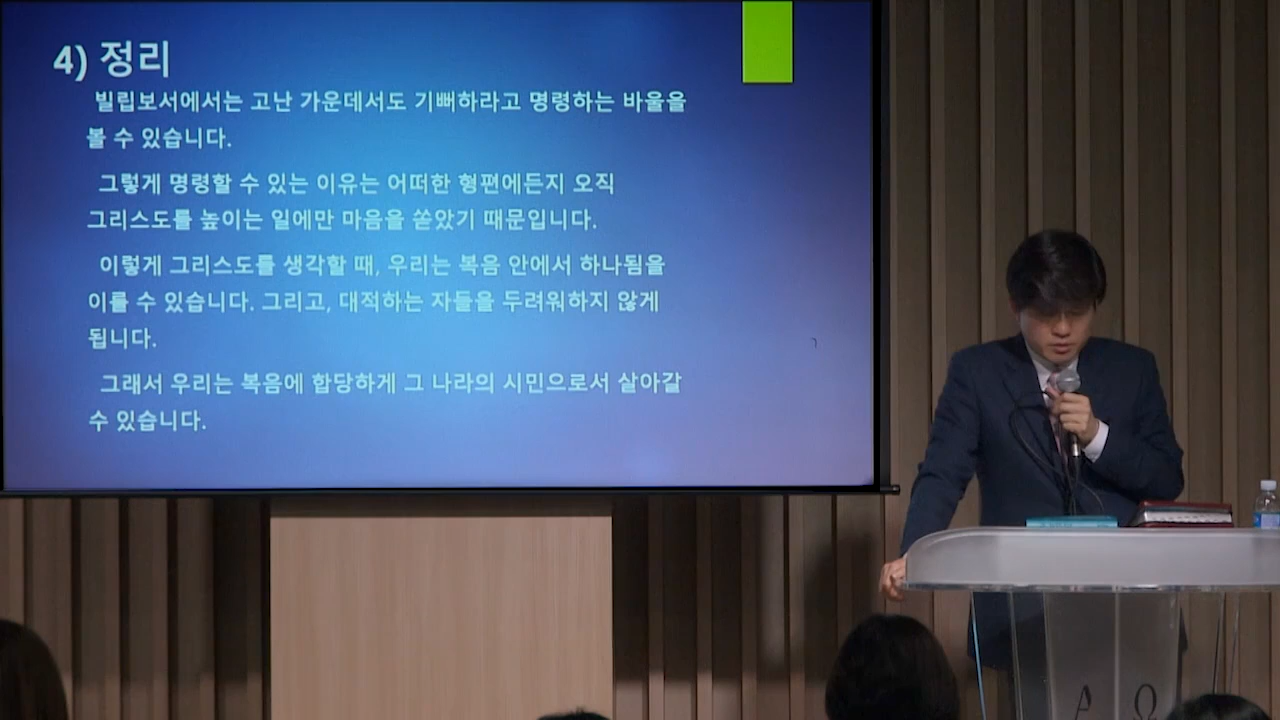 4) 정리
빌립보서에서는 고난 가운데서도 기뻐하라고 명령하는 바울을
볼 수 있습니다.
그렇게 명령할 수 있는 이유는 어떠한 형편에든지 오직
그리스도를 높이는 일에만 마음을 쏟았기 때문입니다.
이렇게 그리스도를 생각할 때, 우리는 복음 안에서 하나됨을
이룰 수 있습니다. 그리고, 대적하는 자들을 두려워하지 않게
됩니다.
그래서 우리는 복음에 합당하게 그 나라의 시민으로서 살아갈
수 있습니다.
Α Ω